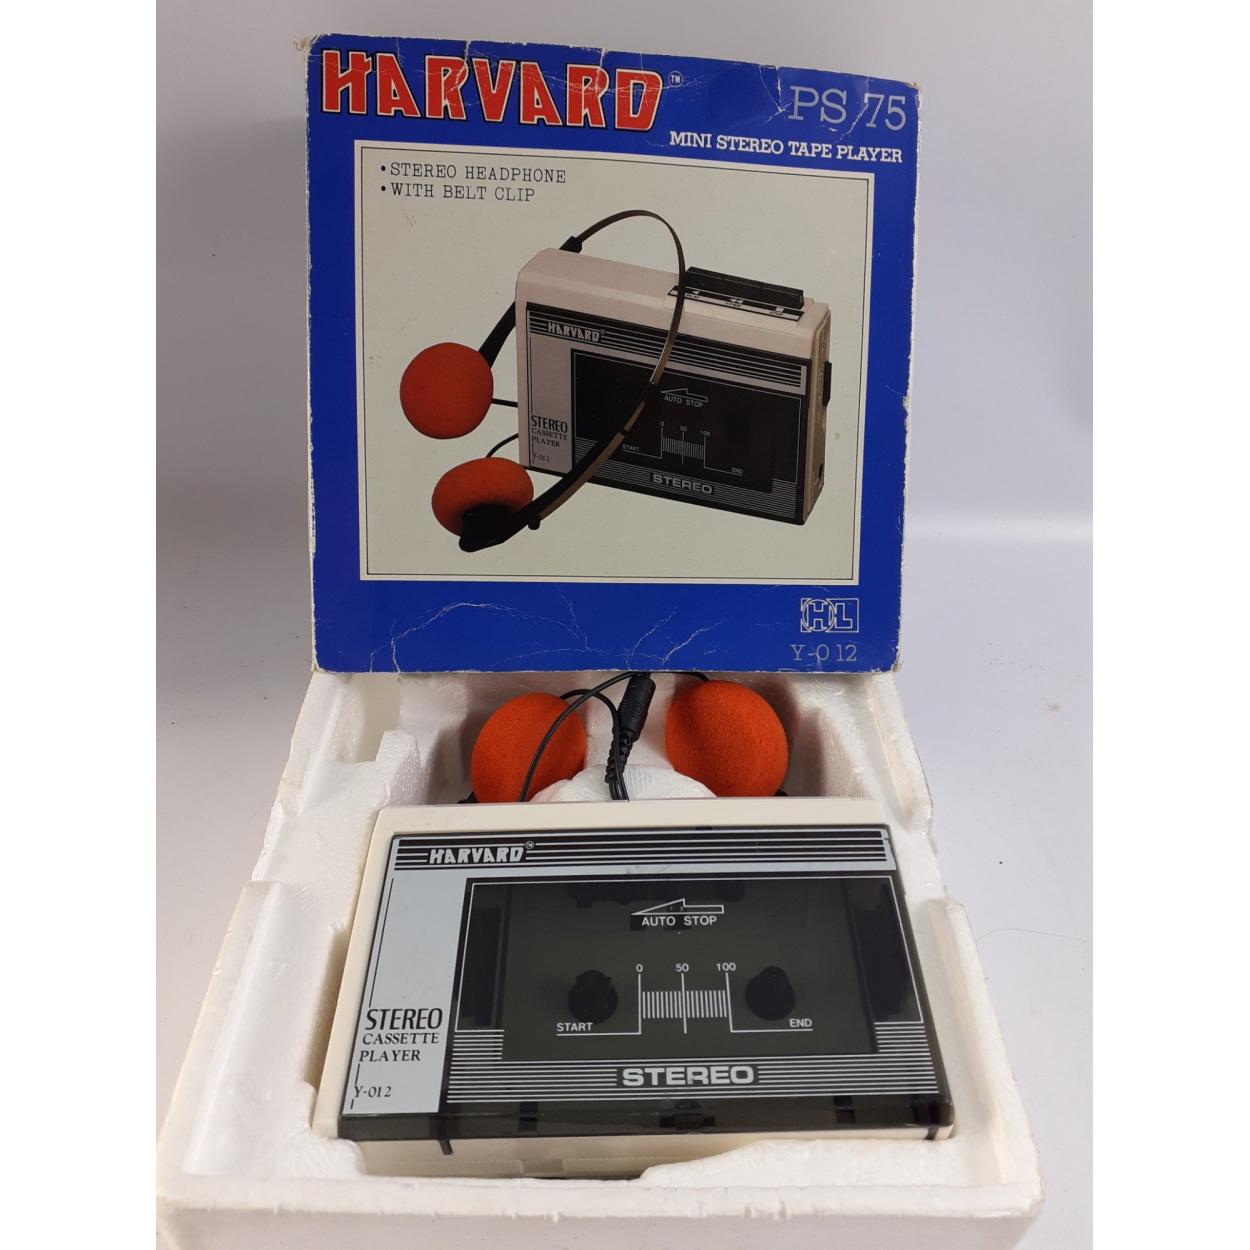 HARVARD™
PS 75
MINI STEREO TAPE PLAYER
• STEREO HEADPHONE
• WITH BELT CLIP
HARVARD
AUTO STOP
0 50 100
START
END
STEREO
CASSETTE
PLAYER
Y-012
STEREO
HL
Y-012
HARVARD™
AUTO STOP
0 50 100
START
END
STEREO
CASSETTE
PLAYER
Y-012
STEREO